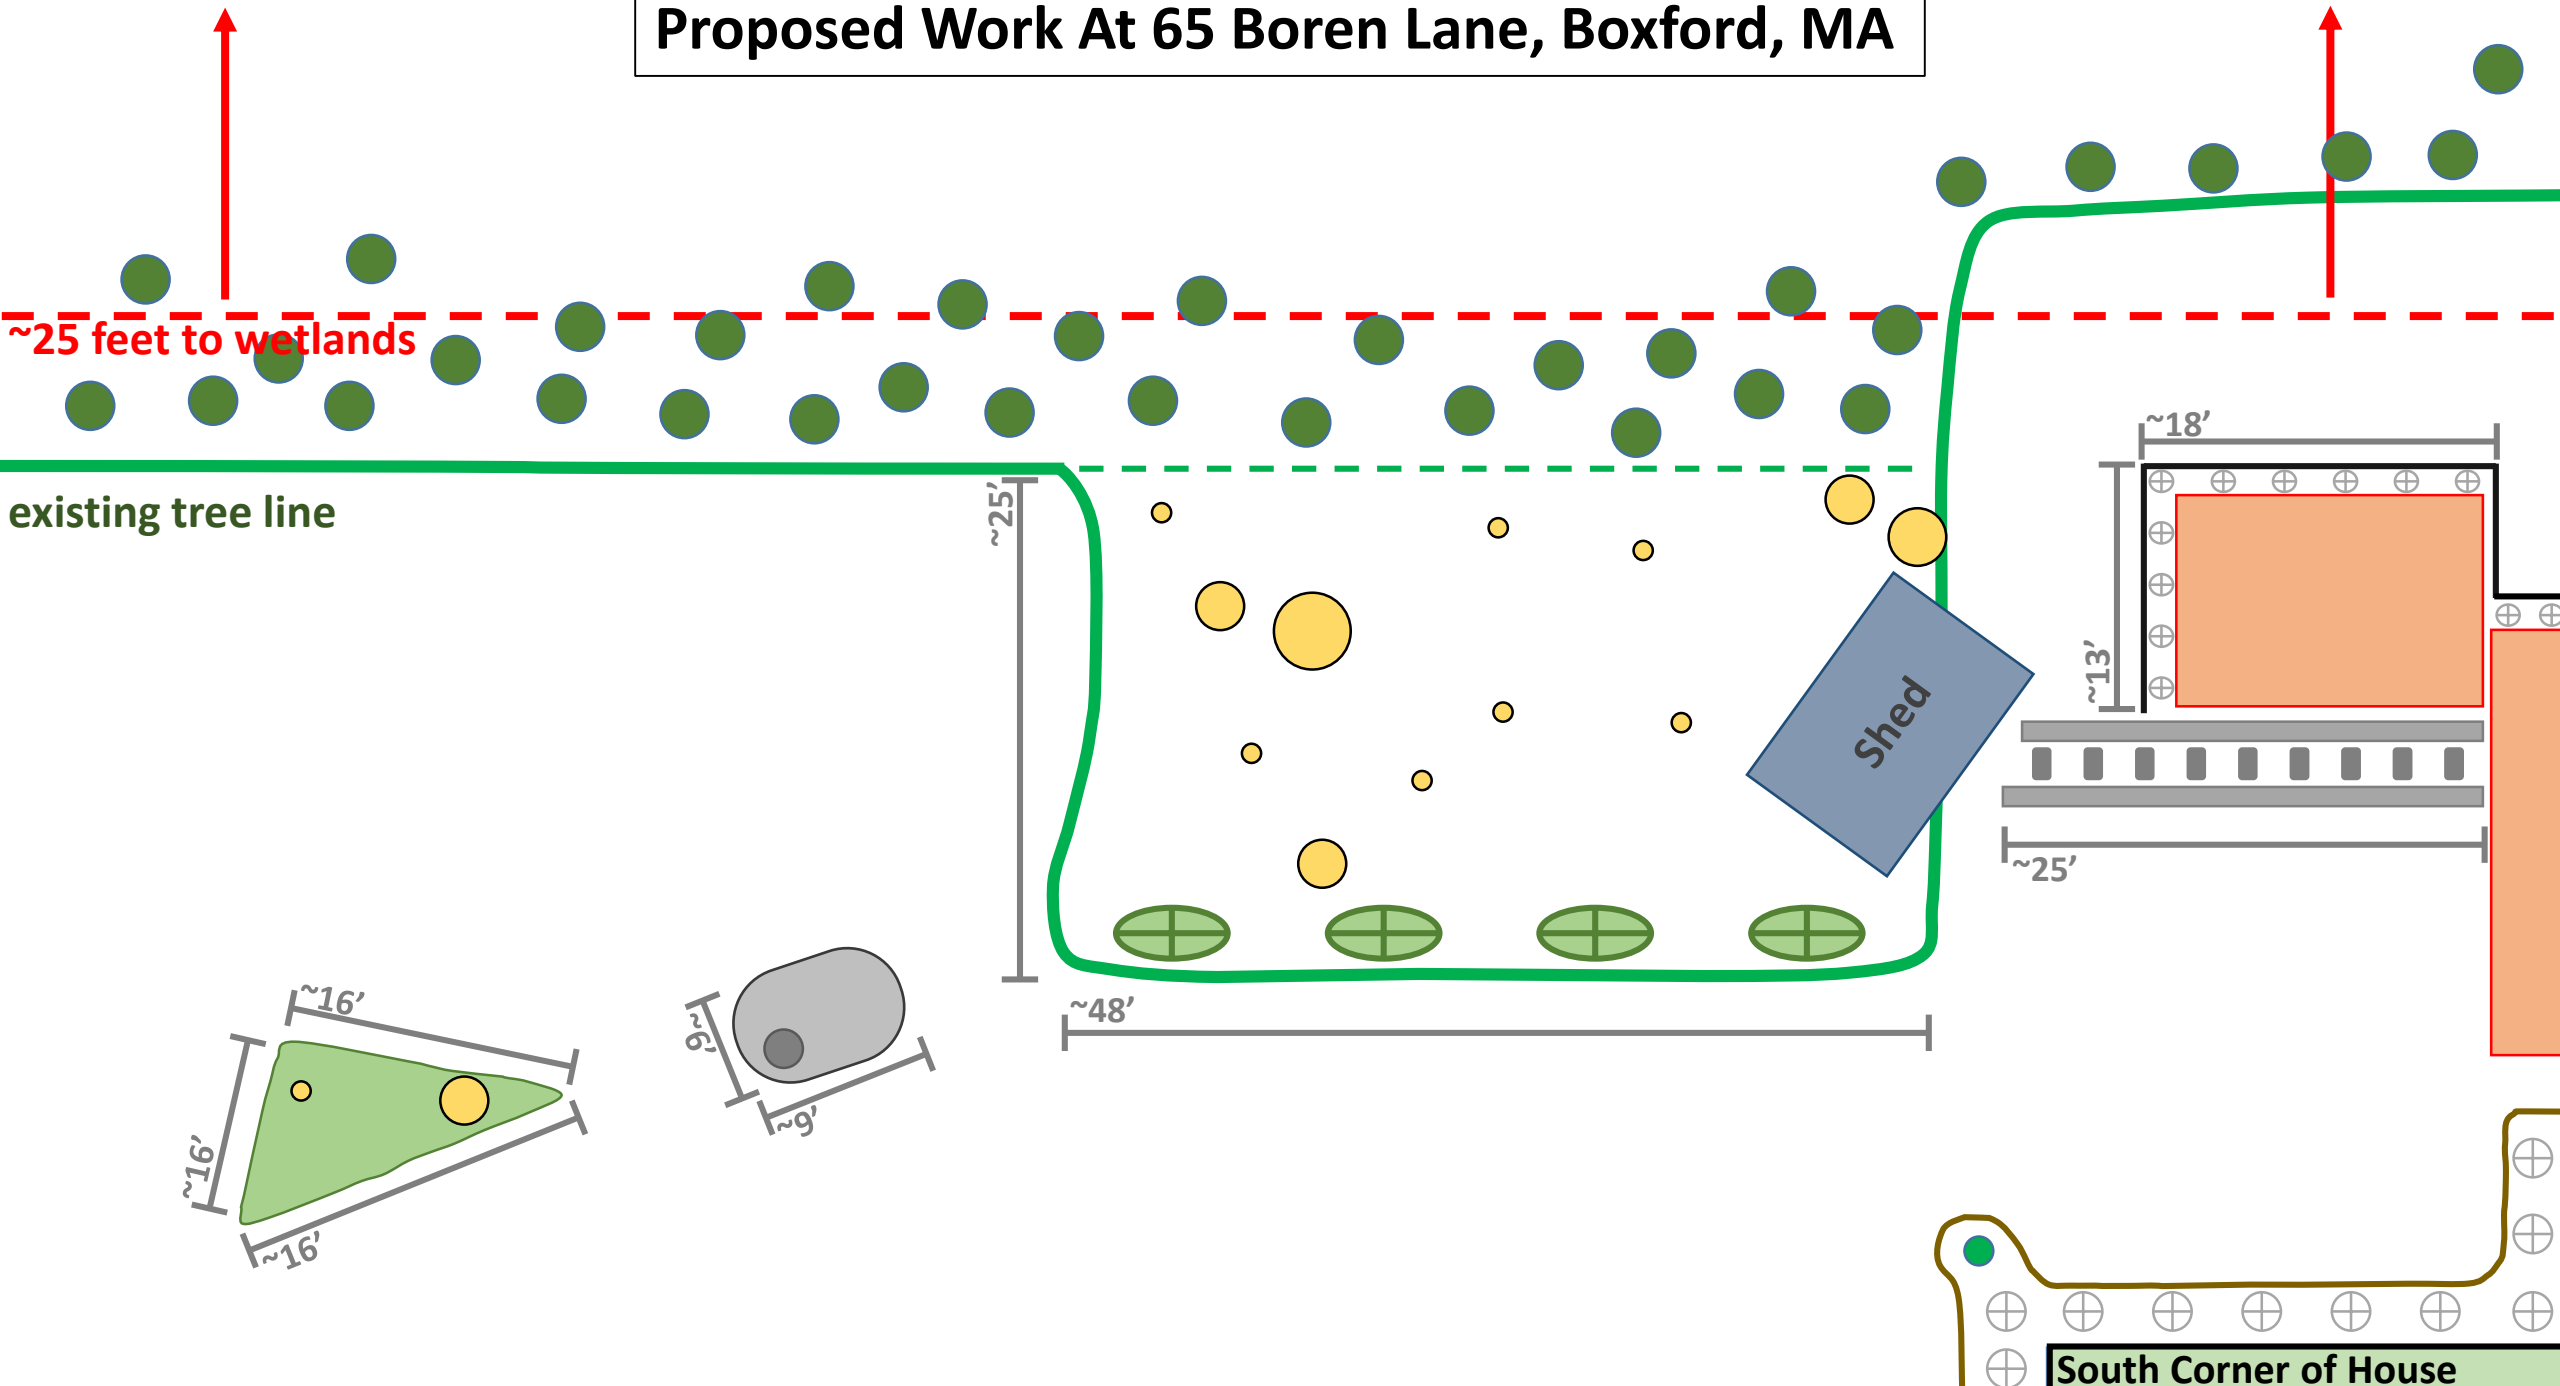 Proposed Work At 65 Boren Lane, Boxford, MA
~25 feet to wetlands
existing tree line
~25’
~18’
~13’
Shed
~25’
~48’
~16’
~16’
~16’
~6’
~9’
South Corner of House